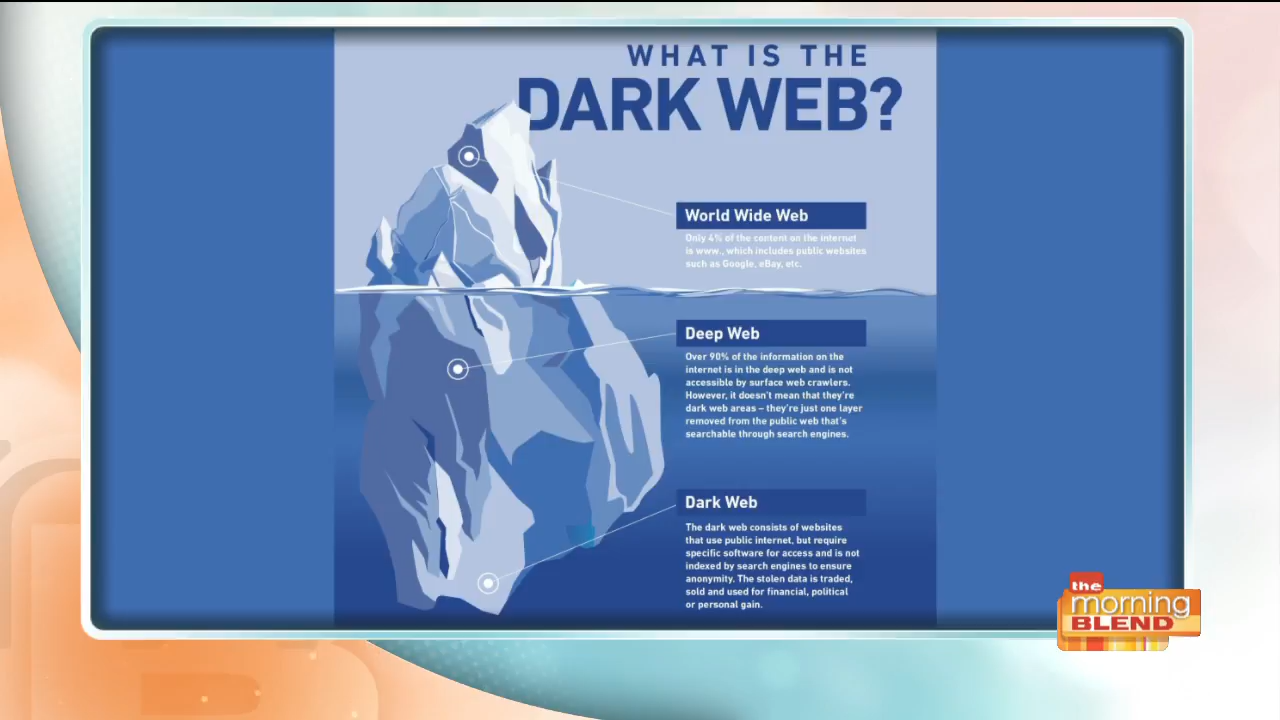 WHAT IS THE
DARK WEB?
World Wide Web
Only 4% of the content on the internet
is www., which includes public websites
such as Google, eBay, etc.
Deep Web
Over 90% of the information on the
internet is in the deep web and is not
accessible by surface web crawlers.
However, it doesn't mean that they're
dark web areas – they're just one layer
removed from the public web that's
searchable through search engines.
Dark Web
The dark web consists of websites
that use public internet, but require
specific software for access and is not
indexed by search engines to ensure
anonymity. The stolen data is traded,
sold and used for financial, political
or personal gain.
the
morning
BLEND